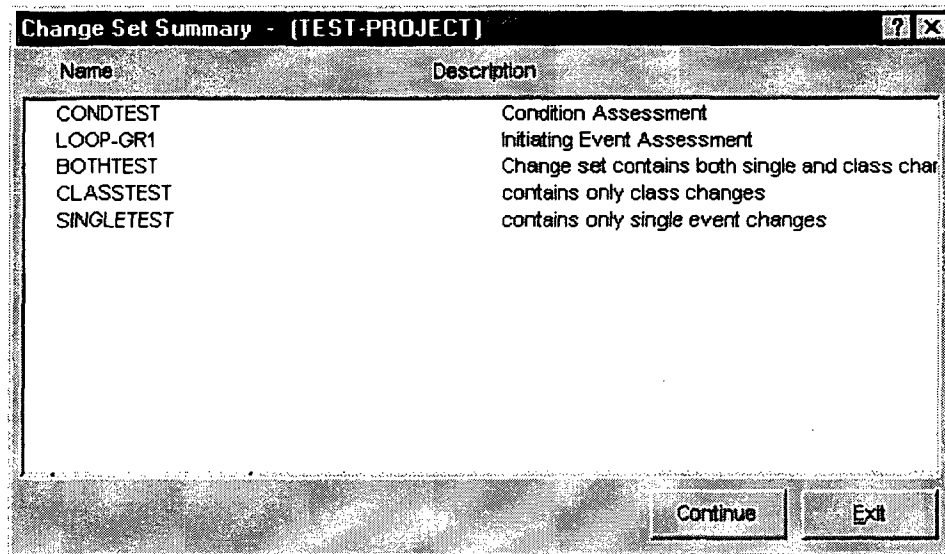 Change Set Summary - (TEST-PROJECT)
Name Description
CONDTEST Condition Assessment
LOOP-GR1 Initiating Event Assessment
BOTHTEST Change set contains both single and class char
CLASSTEST contains only class changes
SINGLETEST contains only single event changes
Continue Exit